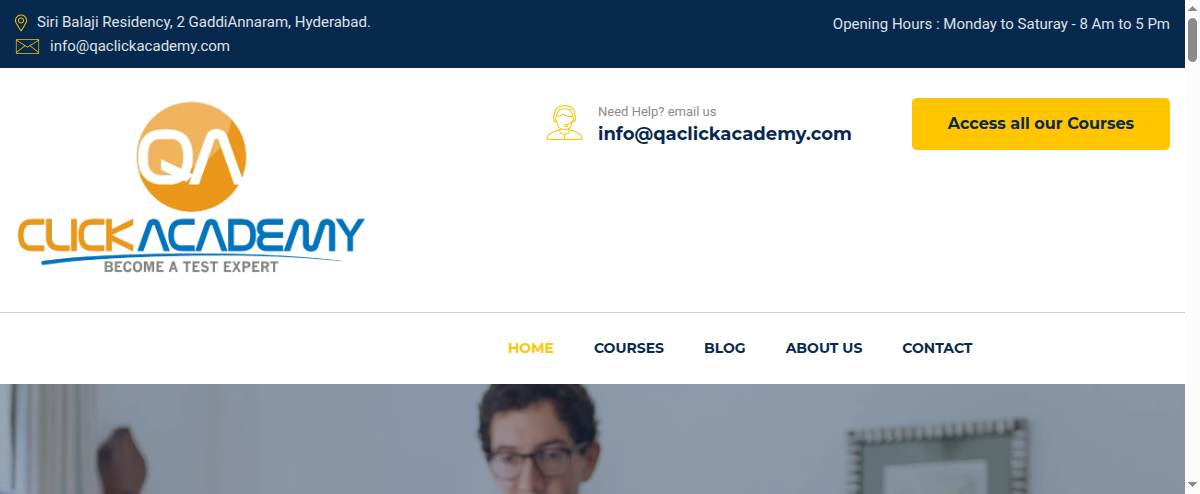 Siri Balaji Residency, 2 GaddiAnnaram, Hyderabad.
info@qaclickacademy.com
Opening Hours : Monday to Saturay - 8 Am to 5 Pm
QA
CLICKACADEMY
BECOME A TEST EXPERT
Need Help? email us
info@qaclickacademy.com
Access all our Courses
HOME COURSES BLOG ABOUT US CONTACT